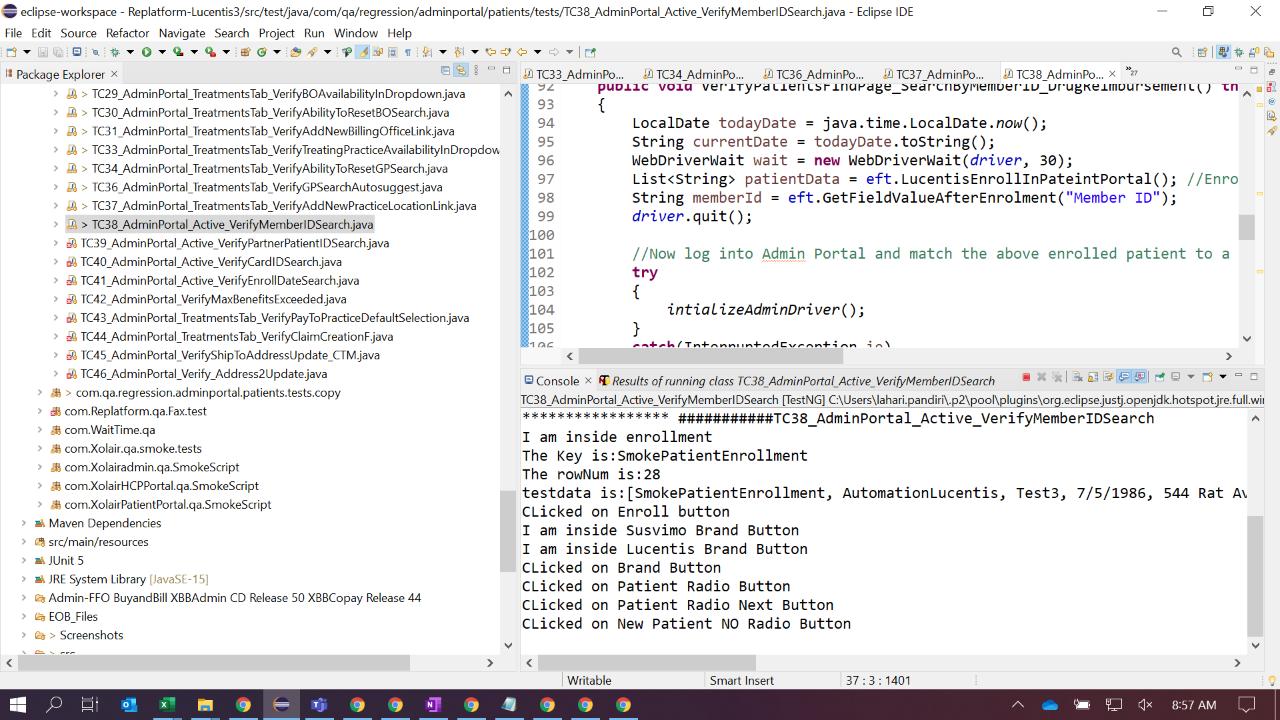 eclipse-workspace - Replatform-Lucentis3/src/test/java/com/qa/regression/adminportal/patients/tests/TC38_AdminPortal_Active_VerifyMemberIDSearch.java - Eclipse IDE
File Edit Source Refactor Navigate Search Project Run Window Help
Package Explorer
TC29_AdminPortal_TreatmentsTab_VerifyBOAvailabilityInDropdown.java
TC30_AdminPortal_TreatmentsTab_VerifyAbilityToResetBOSearch.java
TC31_AdminPortal_TreatmentsTab_VerifyAddNewBillingOfficeLink.java
TC33_AdminPortal_TreatmentsTab_VerifyTreatingPracticeAvailabilityInDropdow
TC34_AdminPortal_TreatmentsTab_VerifyAbilityToResetGPSearch.java
TC36_AdminPortal_TreatmentsTab_VerifyGPSearchAutosuggest.java
TC37_AdminPortal_TreatmentsTab_VerifyAddNewPracticeLocationLink.java
> TC38_AdminPortal_Active_VerifyMemberIDSearch.java
TC39_AdminPortal_Active_VerifyPartnerPatientIDSearch.java
TC40_AdminPortal_Active_VerifyCardIDSearch.java
TC41_AdminPortal_Active_VerifyEnrollDateSearch.java
TC42_AdminPortal_VerifyMaxBenefitsExceeded.java
TC43_AdminPortal_TreatmentsTab_VerifyPayToPracticeDefaultSelection.java
TC44_AdminPortal_TreatmentsTab_VerifyClaimCreationF.java
TC45_AdminPortal_VerifyShipToAddressUpdate_CTM.java
TC46_AdminPortal_Verify_Address2Update.java
> com.qa.regression.adminportal.patients.tests.copy
com.Replatform.qa.Fax.test
com.WaitTime.qa
com.Xolair.qa.smoke.tests
com.Xolairadmin.qa.SmokeScript
com.XolairHCPPortal.qa.SmokeScript
com.XolairPatientPortal.qa.SmokeScript
Maven Dependencies
src/main/resources
JUnit 5
JRE System Library [JavaSE-15]
Admin-FFO BuyandBill XBBAdmin CD Release 50 XBBCopay Release 44
EOB_Files
> Screenshots
> src
TC33_AdminPo... TC34_AdminPo... TC36_AdminPo... TC37_AdminPo... TC38_AdminPo... »27
92 public void VerifyPatientsFindPage_SearchByMemberID_DrugReimbursement() th
93 {
94 LocalDate todayDate = java.time.LocalDate.now();
95 String currentDate = todayDate.toString();
96 WebDriverWait wait = new WebDriverWait(driver, 30);
97 List<String> patientData = eft.LucentisEnrollInPateintPortal(); //Enro
98 String memberId = eft.GetFieldValueAfterEnrolment("Member ID");
99 driver.quit();
100
101 //Now log into Admin Portal and match the above enrolled patient to a
102 try
103 {
104 intializeAdminDriver();
105 }
106 catch(InterruptedException ie)
Console Results of running class TC38_AdminPortal_Active_VerifyMemberIDSearch
TC38_AdminPortal_Active_VerifyMemberIDSearch [TestNG] C:\Users\lahari.pandiri\.p2\pool\plugins\org.eclipse.justj.openjdk.hotspot.jre.full.wi
***************** ###########TC38_AdminPortal_Active_VerifyMemberIDSearch
I am inside enrollment
The Key is:SmokePatientEnrollment
The rowNum is:28
testdata is:[SmokePatientEnrollment, AutomationLucentis, Test3, 7/5/1986, 544 Rat Av
CLicked on Enroll button
I am inside Susvimo Brand Button
I am inside Lucentis Brand Button
CLicked on Brand Button
CLicked on Patient Radio Button
CLicked on Patient Radio Next Button
CLicked on New Patient NO Radio Button
Writable Smart Insert 37 : 3 : 1401
8:57 AM